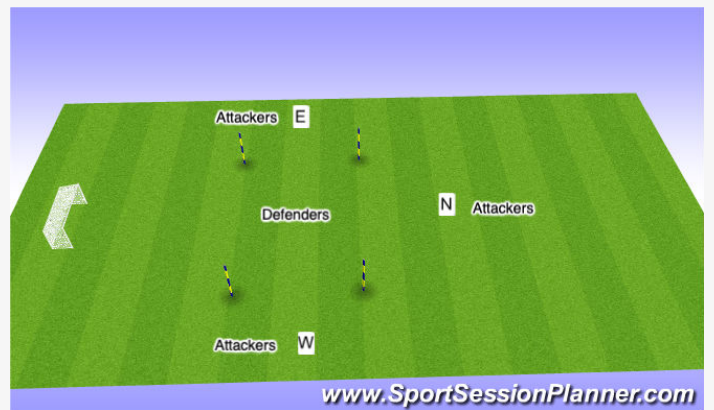 Attackers E
Defenders
N Attackers
Attackers W
www.SportSessionPlanner.com